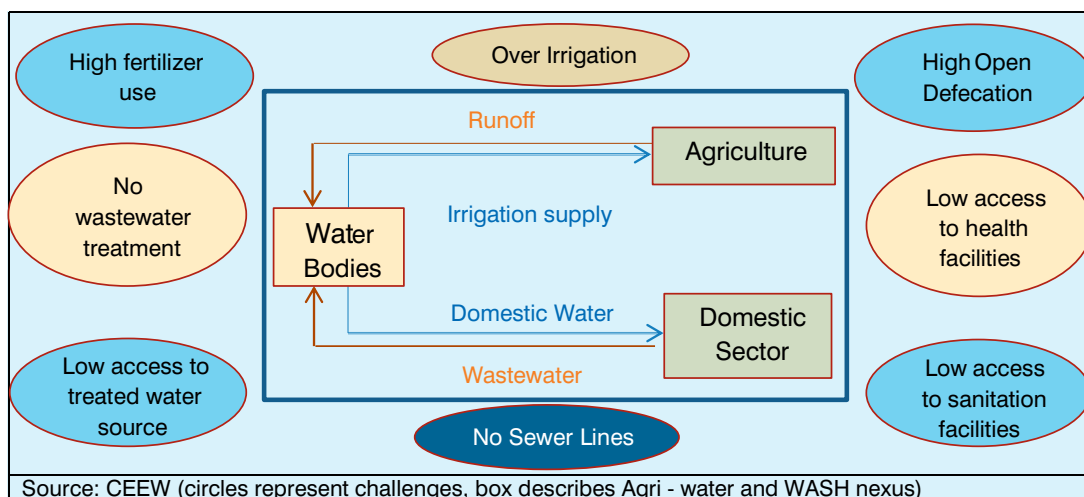 High fertilizer
use
Over Irrigation
High Open
Defecation
Runoff
Agriculture
No
wastewater
treatment
Irrigation supply
Low access
to health
facilities
Water
Bodies
Domestic Water
Domestic
Sector
Low access to
treated water
source
Wastewater
Low access
to sanitation
facilities
No Sewer Lines
Source: CEEW (circles represent challenges, box describes Agri - water and WASH nexus)